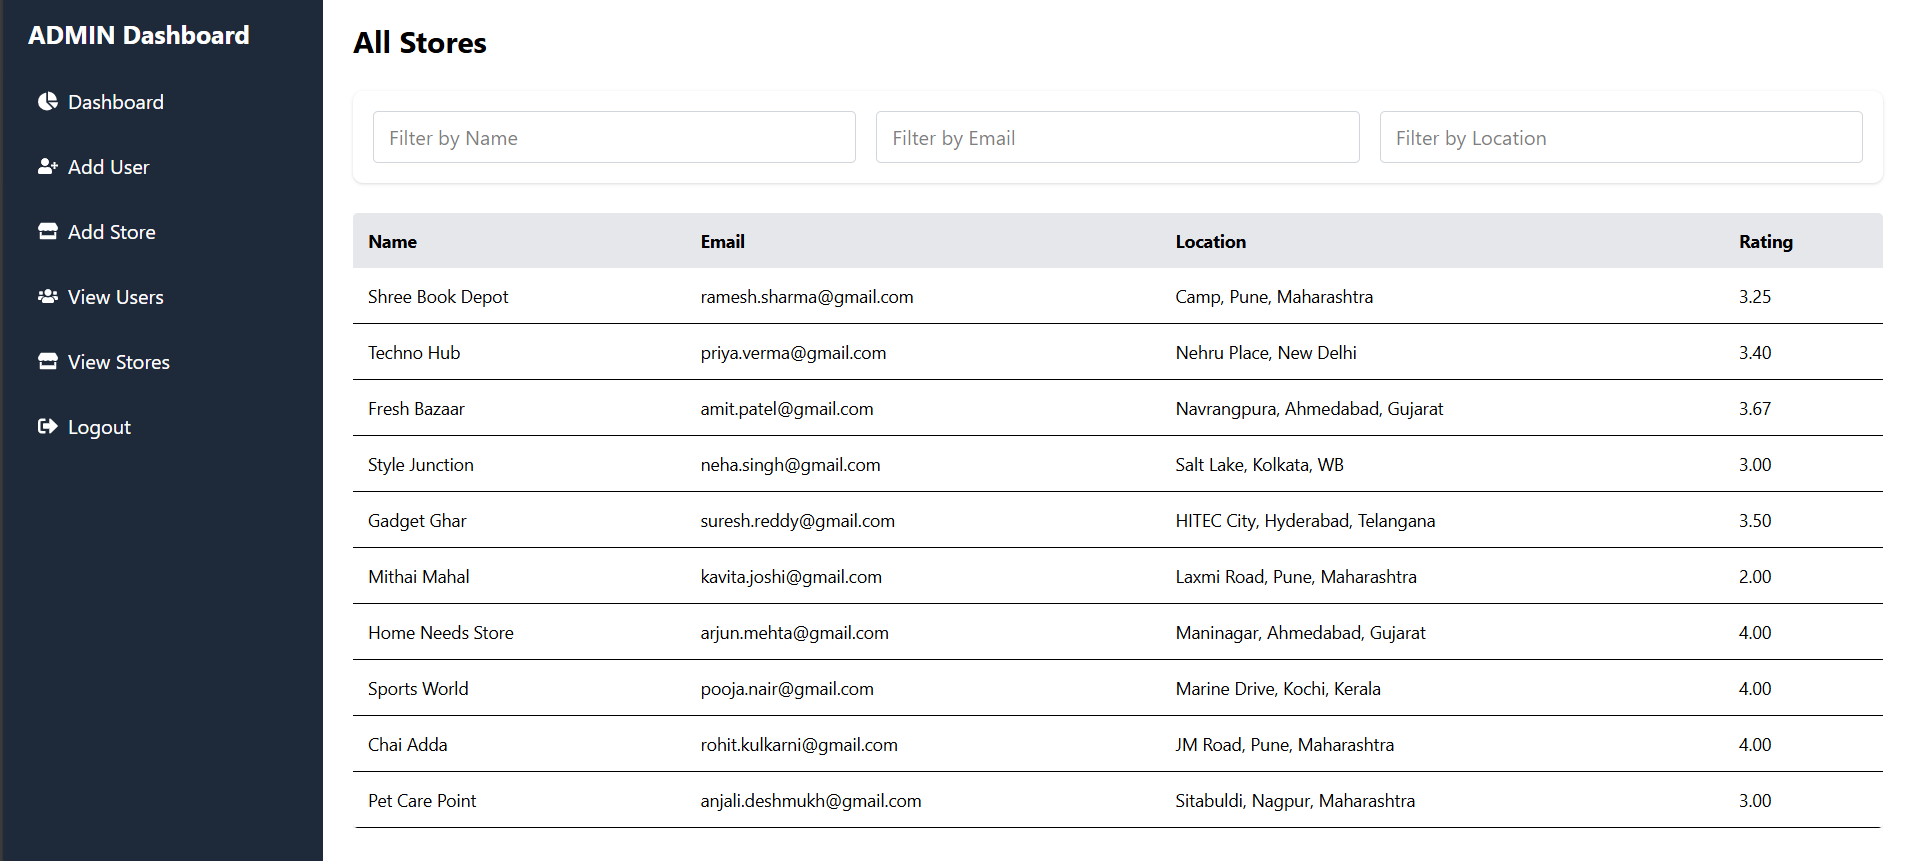 ADMIN Dashboard
Dashboard
Add User
Add Store
View Users
View Stores
Logout
All Stores
Filter by Name Filter by Email Filter by Location
Name Email Location Rating
Shree Book Depot ramesh.sharma@gmail.com Camp, Pune, Maharashtra 3.25
Techno Hub priya.verma@gmail.com Nehru Place, New Delhi 3.40
Fresh Bazaar amit.patel@gmail.com Navrangpura, Ahmedabad, Gujarat 3.67
Style Junction neha.singh@gmail.com Salt Lake, Kolkata, WB 3.00
Gadget Ghar suresh.reddy@gmail.com HITEC City, Hyderabad, Telangana 3.50
Mithai Mahal kavita.joshi@gmail.com Laxmi Road, Pune, Maharashtra 2.00
Home Needs Store arjun.mehta@gmail.com Maninagar, Ahmedabad, Gujarat 4.00
Sports World pooja.nair@gmail.com Marine Drive, Kochi, Kerala 4.00
Chai Adda rohit.kulkarni@gmail.com JM Road, Pune, Maharashtra 4.00
Pet Care Point anjali.deshmukh@gmail.com Sitabuldi, Nagpur, Maharashtra 3.00